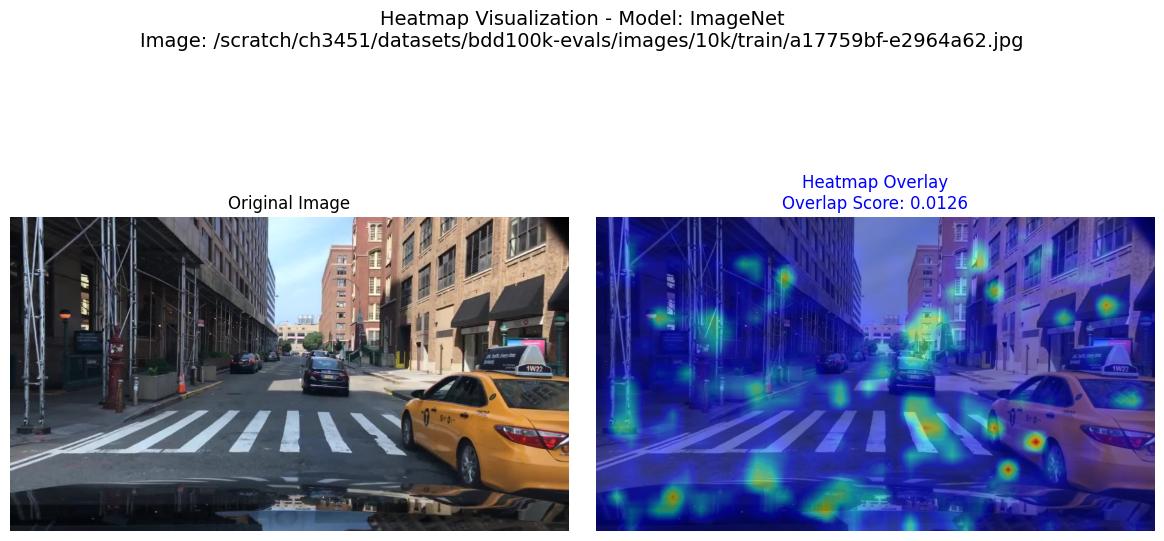 Heatmap Visualization - Model: ImageNet
Image: /scratch/ch3451/datasets/bdd100k-evals/images/10k/train/a17759bf-e2964a62.jpg
Original Image
Heatmap Overlay
Overlap Score: 0.0126
1W22